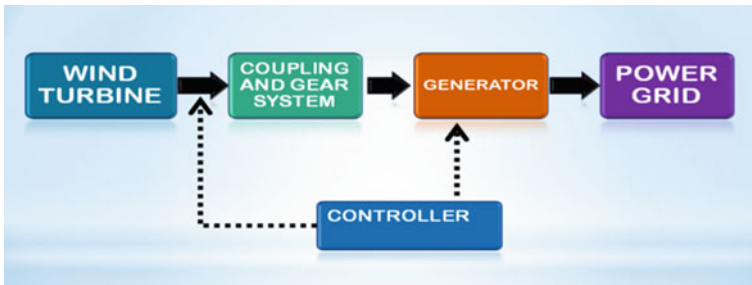 WIND
TURBINE
COUPLING
AND GEAR
SYSTEM
GENERATOR
POWER
GRID
CONTROLLER